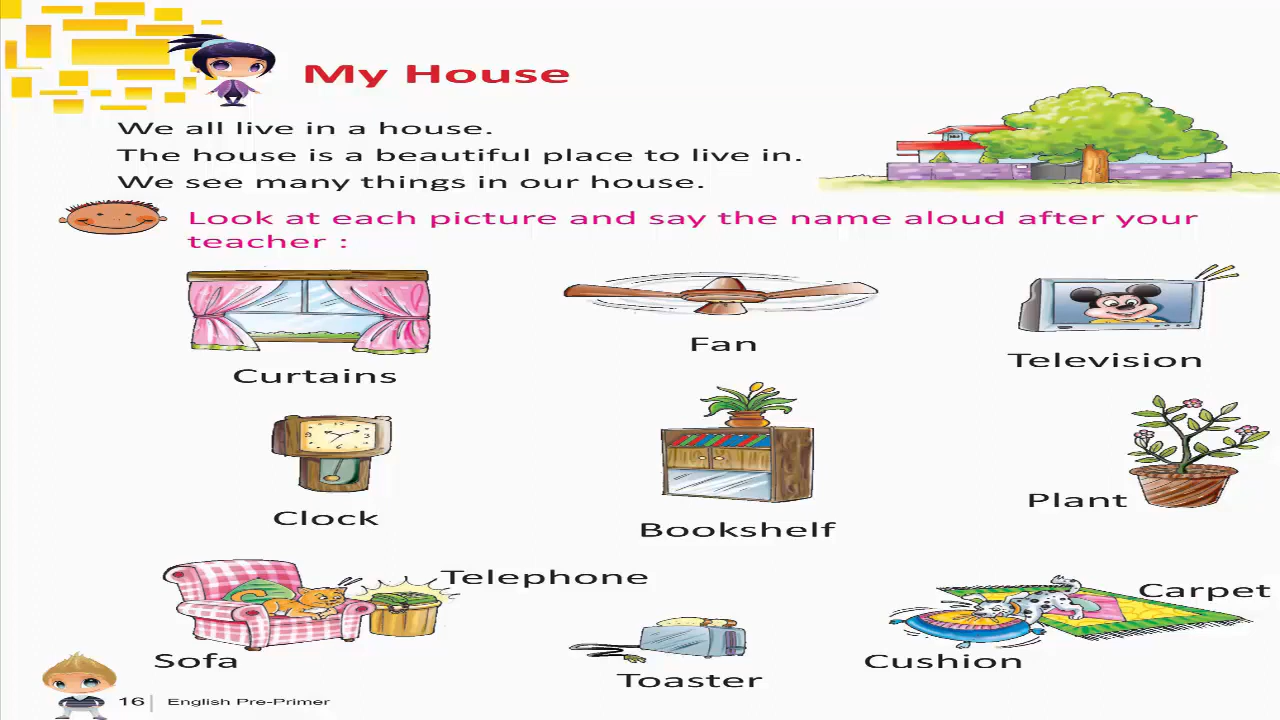 My House
We all live in a house.
The house is a beautiful place to live in.
We see many things in our house.
Look at each picture and say the name aloud after your
teacher :
Curtains
Fan
Television
Clock
Bookshelf
Plant
Telephone
Carpet
Sofa
Toaster
Cushion
16 English Pre-Primer